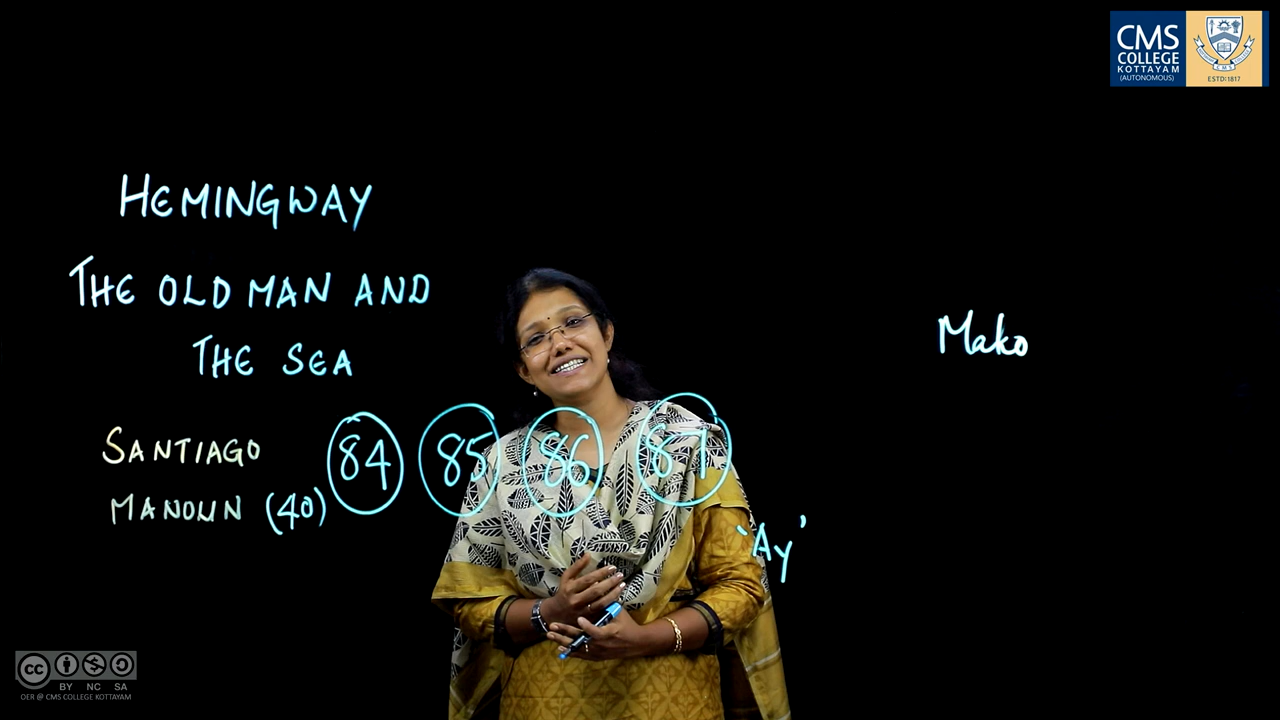 CMS
COLLEGE
KOTTAYAM
(AUTONOMOUS)
ESTD:1817
HEMINGWAY
THE OLD MAN AND
THE SEA
Mako
SANTIAGO 84 85 86 87
MANOLIN (40)
'Ay'
cc
BY NC SA
OER @ CMS COLLEGE KOTTAYAM